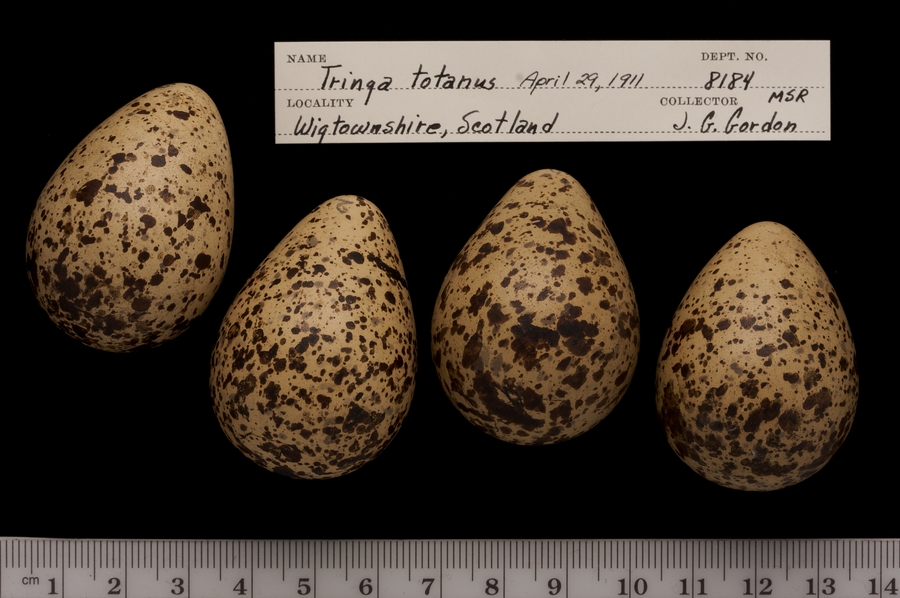 NAME DEPT. NO.
Tringa totanus April 29, 1911 8184
LOCALITY COLLECTOR MSR
Wigtownshire, Scotland J. G. Gordon
cm 1 2 3 4 5 6 7 8 9 10 11 12 13 14